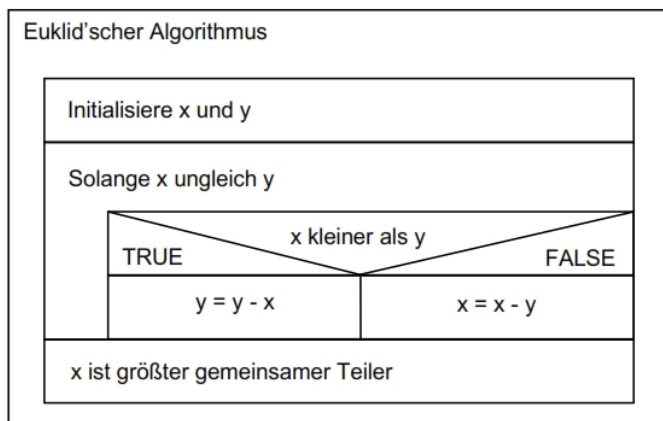 Euklid'scher Algorithmus
Initialisiere x und y
Solange x ungleich y
x kleiner als y
TRUE
FALSE
y = y - x
x = x - y
x ist größter gemeinsamer Teiler